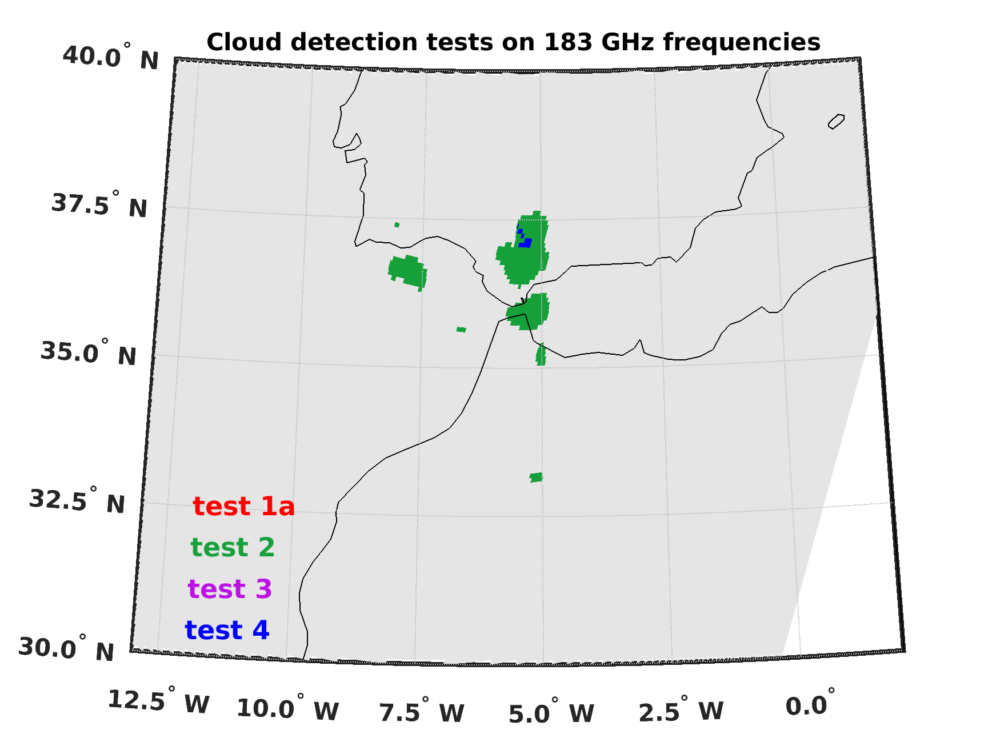 Cloud detection tests on 183 GHz frequencies
40.0° N
37.5° N
35.0° N
32.5° N
30.0° N
test 1a
test 2
test 3
test 4
12.5° W 10.0° W 7.5° W 5.0° W 2.5° W 0.0°